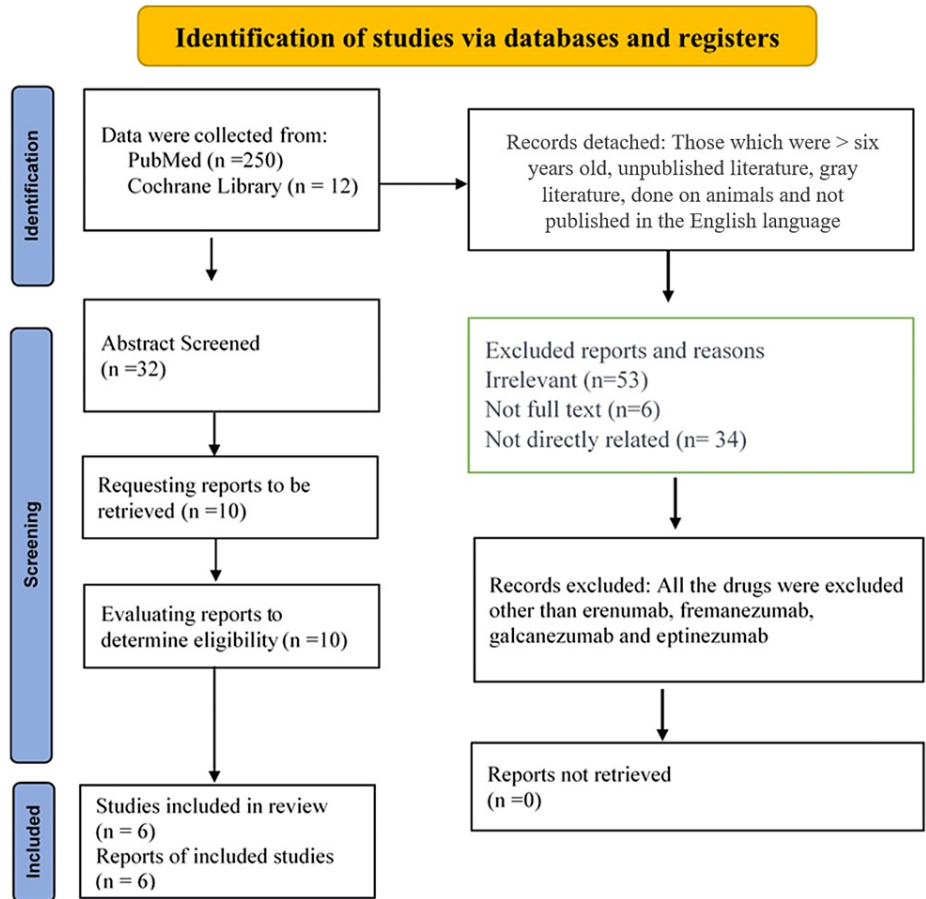 Identification of studies via databases and registers
Identification
Data were collected from:
PubMed (n =250)
Cochrane Library (n = 12)
Records detached: Those which were > six
years old, unpublished literature, gray
literature, done on animals and not
published in the English language
Screening
Abstract Screened
(n =32)
Excluded reports and reasons
Irrelevant (n=53)
Not full text (n=6)
Not directly related (n= 34)
Requesting reports to be
retrieved (n =10)
Evaluating reports to
determine eligibility (n =10)
Records excluded: All the drugs were excluded
other than erenumab, fremanezumab,
galcanezumab and eptinezumab
Reports not retrieved
(n =0)
Included
Studies included in review
(n = 6)
Reports of included studies
(n = 6)